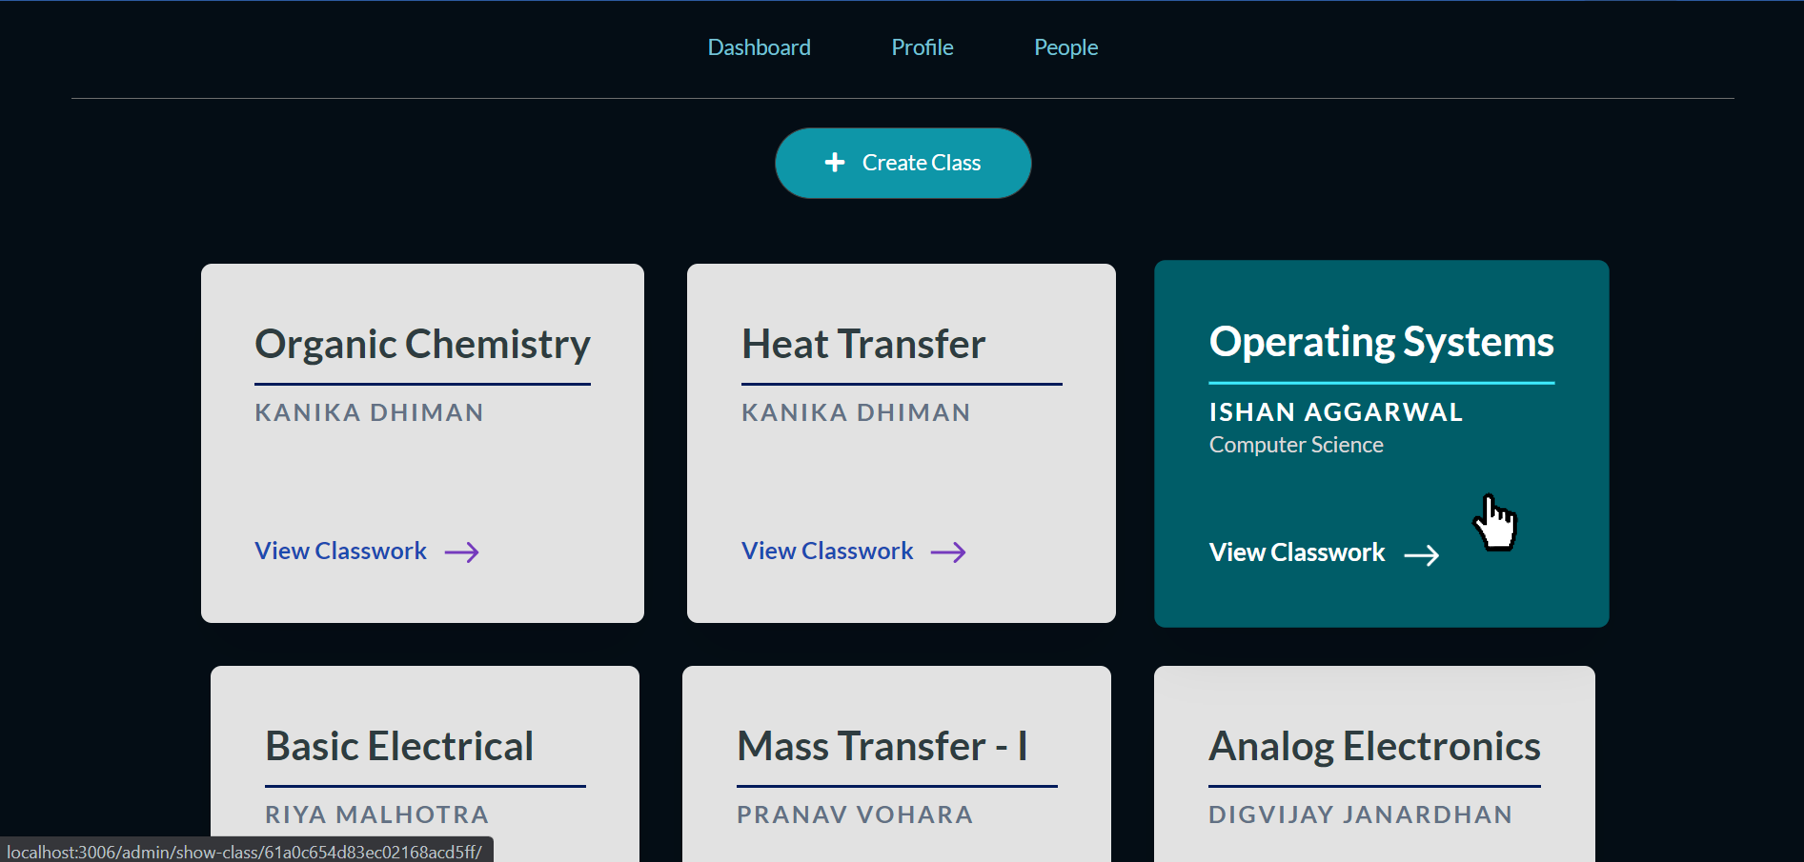 Dashboard Profile People
+ Create Class
Organic Chemistry
KANIKA DHIMAN
View Classwork →
Heat Transfer
KANIKA DHIMAN
View Classwork →
Operating Systems
ISHAN AGGARWAL
Computer Science
View Classwork →
Basic Electrical
RIYA MALHOTRA
Mass Transfer - I
PRANAV VOHARA
Analog Electronics
DIGVIJAY JANARDHAN
localhost:3006/admin/show-class/61a0c654d83ec02168acd5ff/